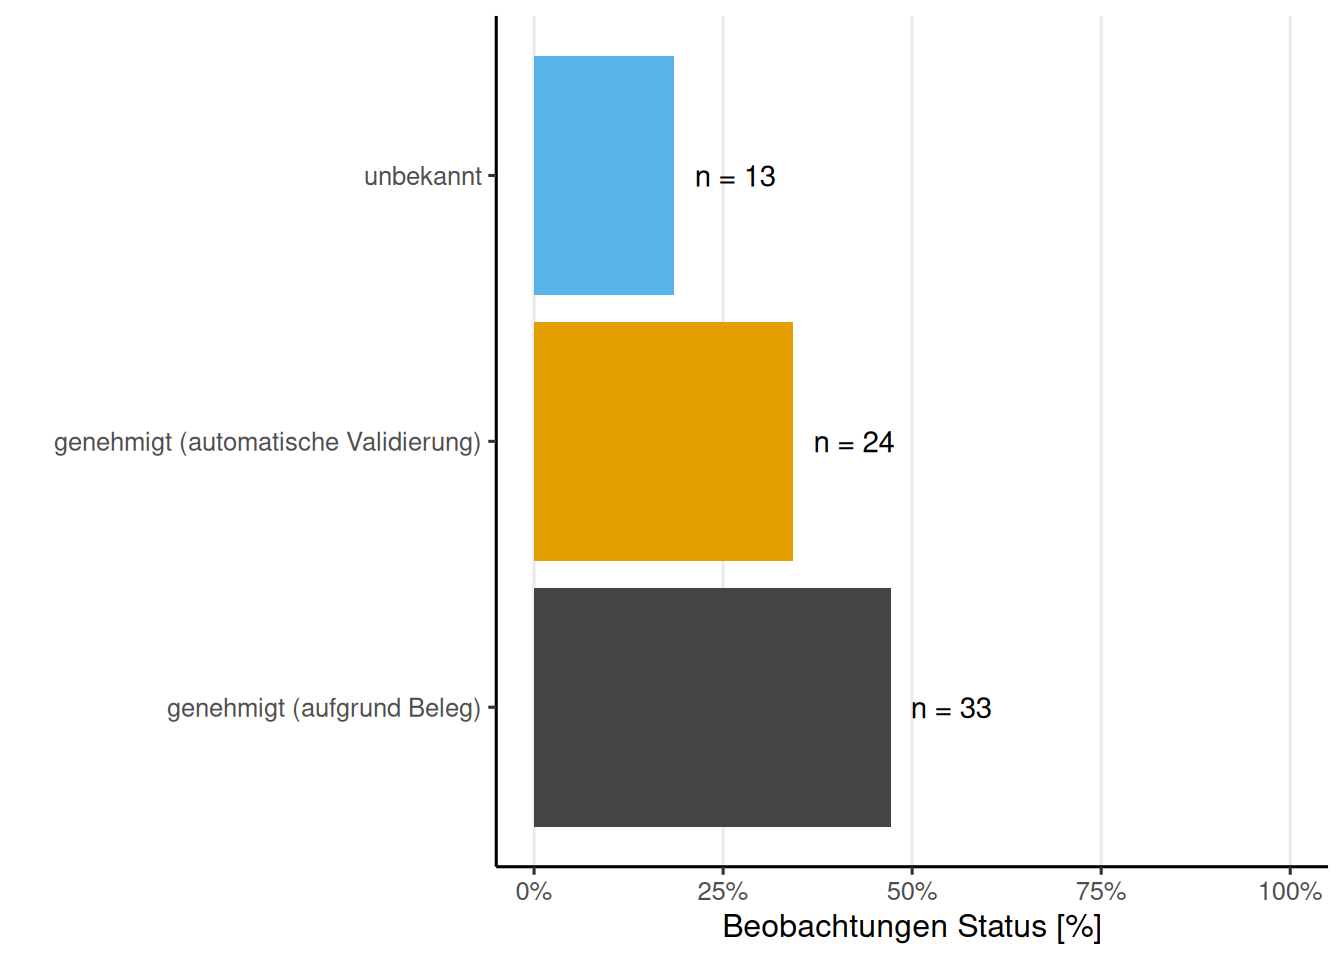 unbekannt
n = 13
genehmigt (automatische Validierung)
n = 24
genehmigt (aufgrund Beleg)
n = 33
0%
25%
50%
75%
100%
Beobachtungen Status [%]